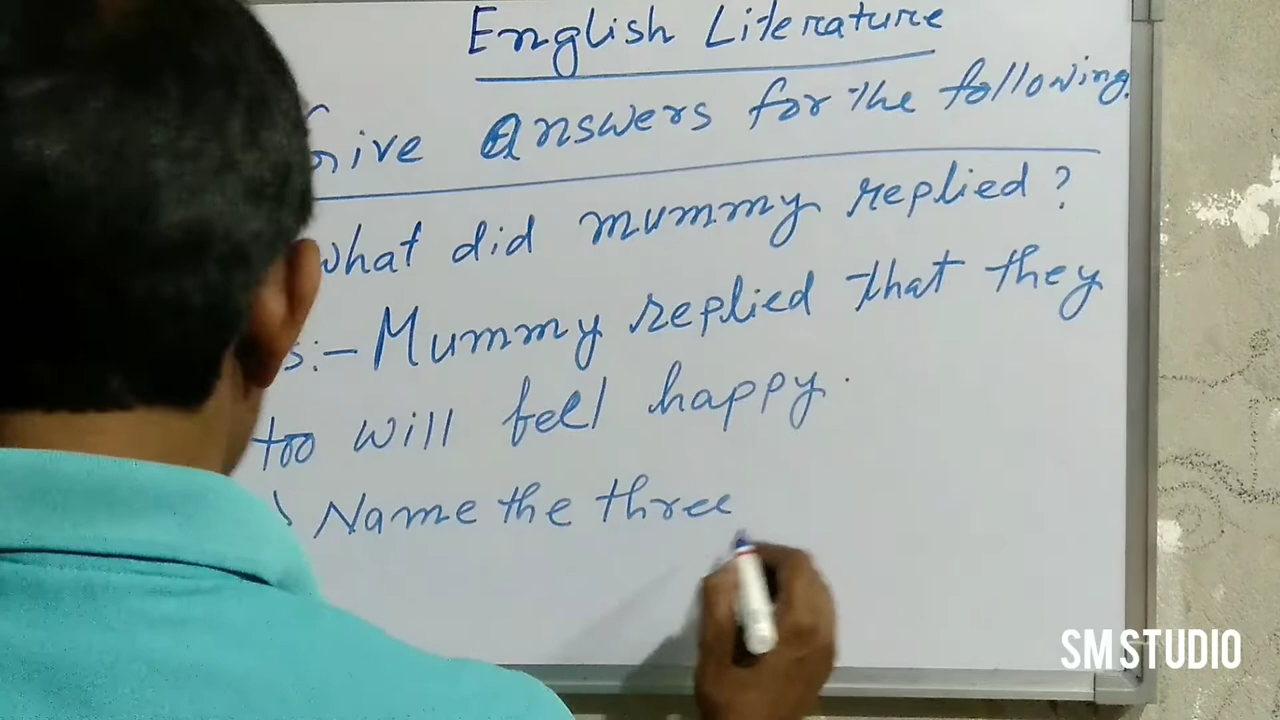 English Literature
Give Answers for the following.
What did mummy replied?
s:- Mummy replied that they
too will feel happy.
) Name the three
SM STUDIO